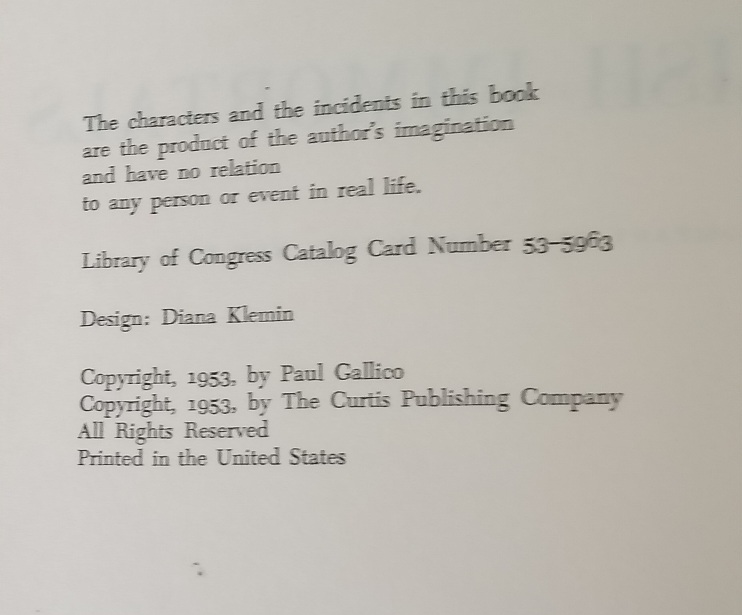 The characters and the incidents in this book
are the product of the author's imagination
and have no relation
to any person or event in real life.
Library of Congress Catalog Card Number 53-5963
Design: Diana Klemin
Copyright, 1953, by Paul Gallico
Copyright, 1953, by The Curtis Publishing Company
All Rights Reserved
Printed in the United States